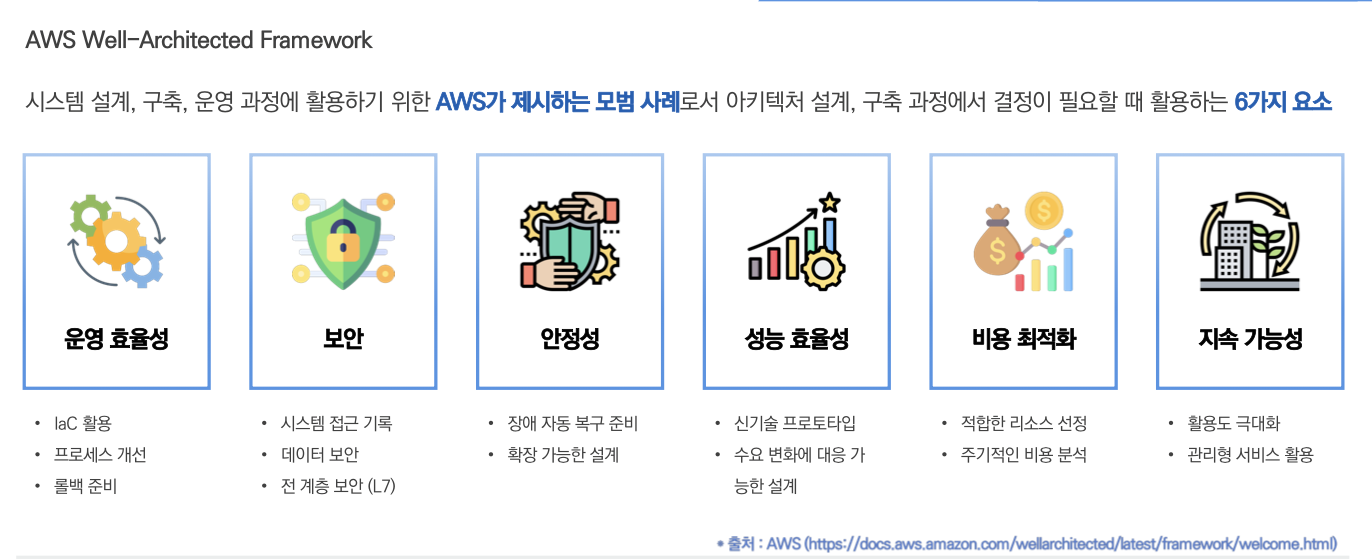 AWS Well-Architected Framework
시스템 설계, 구축, 운영 과정에 활용하기 위한 AWS가 제시하는 모범 사례로서 아키텍처 설계, 구축 과정에서 결정이 필요할 때 활용하는 6가지 요소
운영 효율성
• IaC 활용
• 프로세스 개선
• 롤백 준비
보안
• 시스템 접근 기록
• 데이터 보안
• 전 계층 보안 (L7)
안정성
• 장애 자동 복구 준비
• 확장 가능한 설계
성능 효율성
• 신기술 프로토타입
• 수요 변화에 대응 가
능한 설계
비용 최적화
• 적합한 리소스 선정
• 주기적인 비용 분석
지속 가능성
• 활용도 극대화
• 관리형 서비스 활용
* 출처 : AWS (https://docs.aws.amazon.com/wellarchitected/latest/framework/welcome.html)